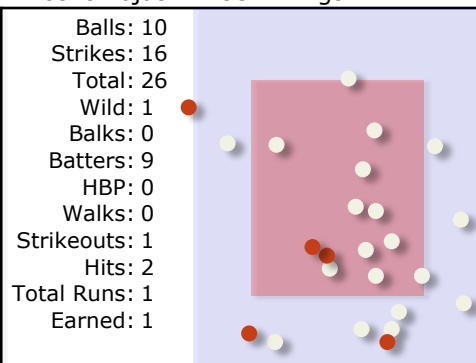 Balls: 10
Strikes: 16
Total: 26
Wild: 1
Balks: 0
Batters: 9
HBP: 0
Walks: 0
Strikeouts: 1
Hits: 2
Total Runs: 1
Earned: 1